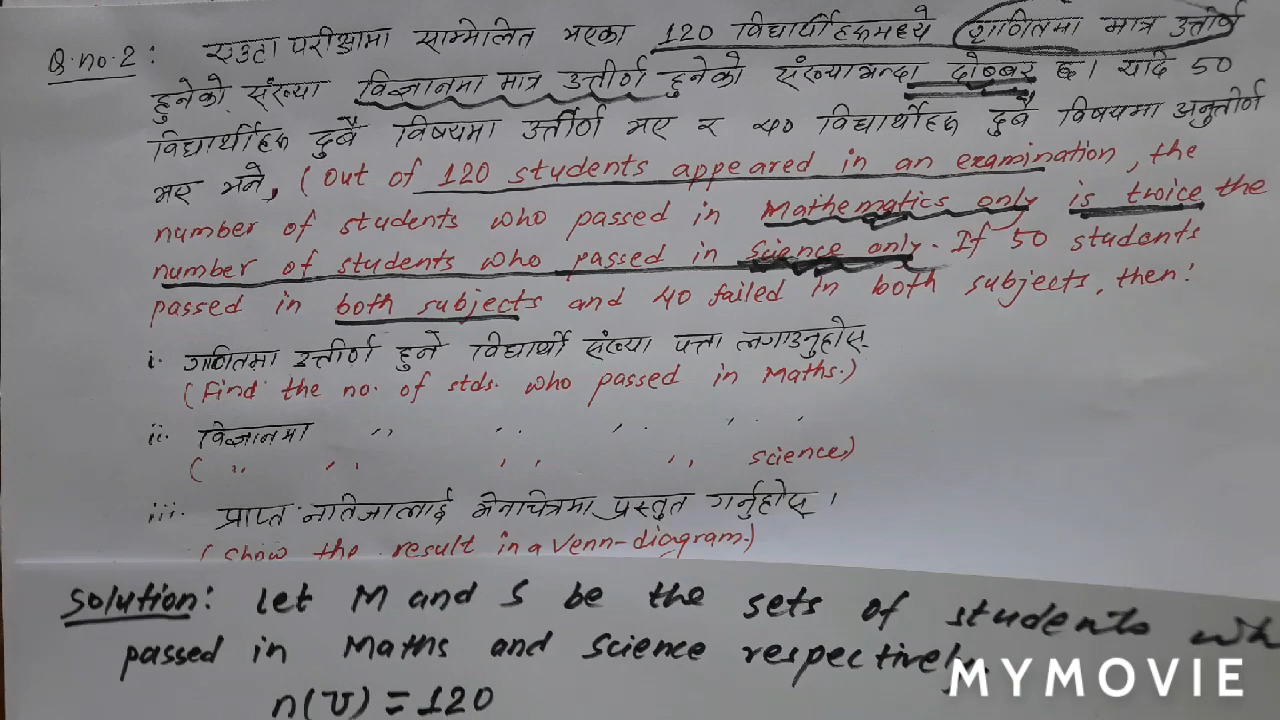 Q.no.2: एउटा परीक्षामा सम्मिलित भएका 120 विद्यार्थीहरूमध्ये गणितमा मात्र उत्तीर्ण
हुनेको संख्या विज्ञानमा मात्र उत्तीर्ण हुनेको संख्याभन्दा दोब्बर छ। यदि 50
विद्यार्थीहरू दुवै विषयमा उत्तीर्ण भए र 40 विद्यार्थीहरू दुवै विषयमा अनुत्तीर्ण
भए भने, (Out of 120 students appeared in an examination, the
number of students who passed in Mathematics only is twice the
number of students who passed in Science only. If 50 students
passed in both subjects and 40 failed in both subjects, then:
i. गणितमा उत्तीर्ण हुने विद्यार्थी संख्या पत्ता लगाउनुहोस्
(Find the no. of stds. who passed in Maths.)
ii. विज्ञानमा ,, ,, ,, ,, ,,
( ,, ,, ,, ,, science)
iii. प्राप्त नतिजालाई भेनचित्रमा प्रस्तुत गर्नुहोस् ।
(show the result in a Venn-diagram.)
Solution: Let M and S be the sets of students wh
passed in Maths and Science respectively.
n(U) = 120
MYMOVIE